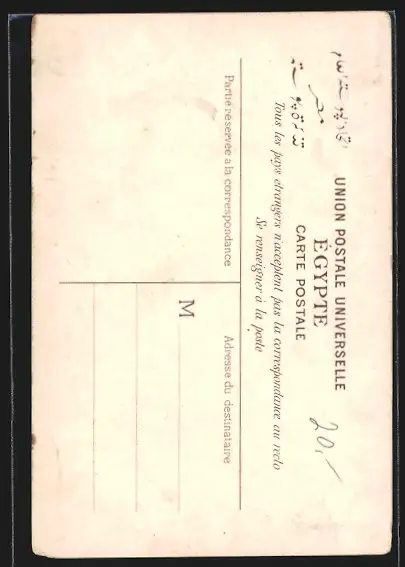 UNION POSTALE UNIVERSELLE
ÉGYPTE
مصر
CARTE POSTALE
Tous les pays étrangers n'acceptent pas la correspondance au recto
Se renseigner à la poste
Partie réservée à la correspondance
Adresse du destinataire
M
20,-